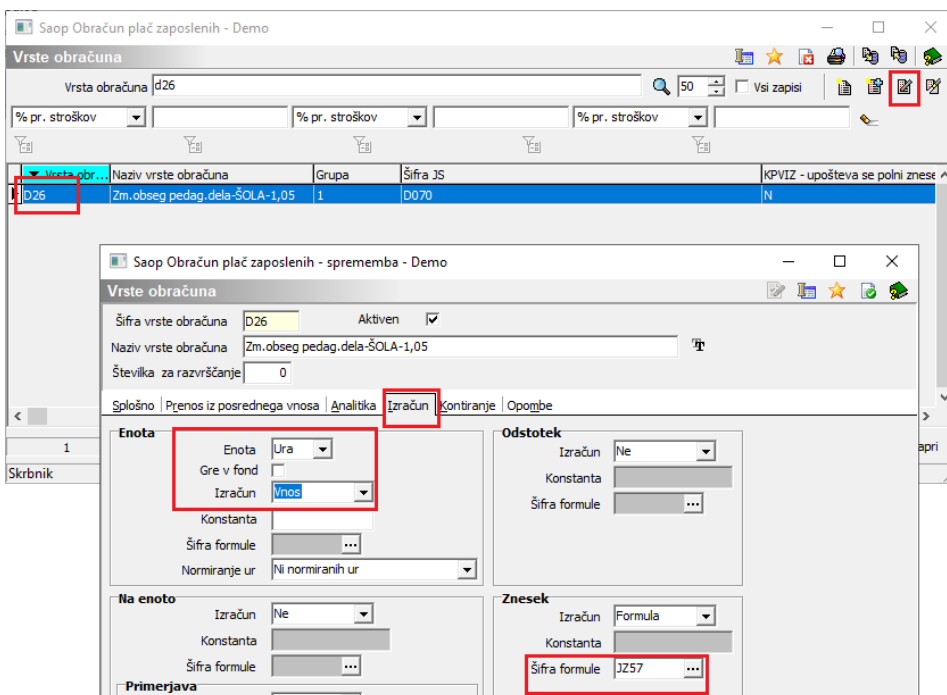 Saop Obračun plač zaposlenih - Demo
Vrste obračuna
Vrsta obračuna d26 50 Vsi zapisi
% pr. stroškov % pr. stroškov % pr. stroškov
Vrsta obr... Naziv vrste obračuna Grupa Šifra JS KPVIZ - upošteva se polni znese
D26 Zm.obseg pedag.dela-ŠOLA-1,05 1 D070 N
Saop Obračun plač zaposlenih - sprememba - Demo
Vrste obračuna
Šifra vrste obračuna D26 Aktiven
Naziv vrste obračuna Zm.obseg pedag.dela-ŠOLA-1,05
Številka za razvrščanje 0
Splošno Prenos iz posrednega vnosa Analitika Izračun Kontiranje Opombe
Enota Odstotek
Enota Ura Izračun Ne
Gre v fond Konstanta
Izračun Vnos Šifra formule ...
Konstanta
Šifra formule ...
Normiranje ur Ni normiranih ur
Na enoto Znesek
Izračun Ne Izračun Formula
Konstanta Konstanta
Šifra formule ... Šifra formule JZ57 ...
Primerjava
1
apri
Skrbnik